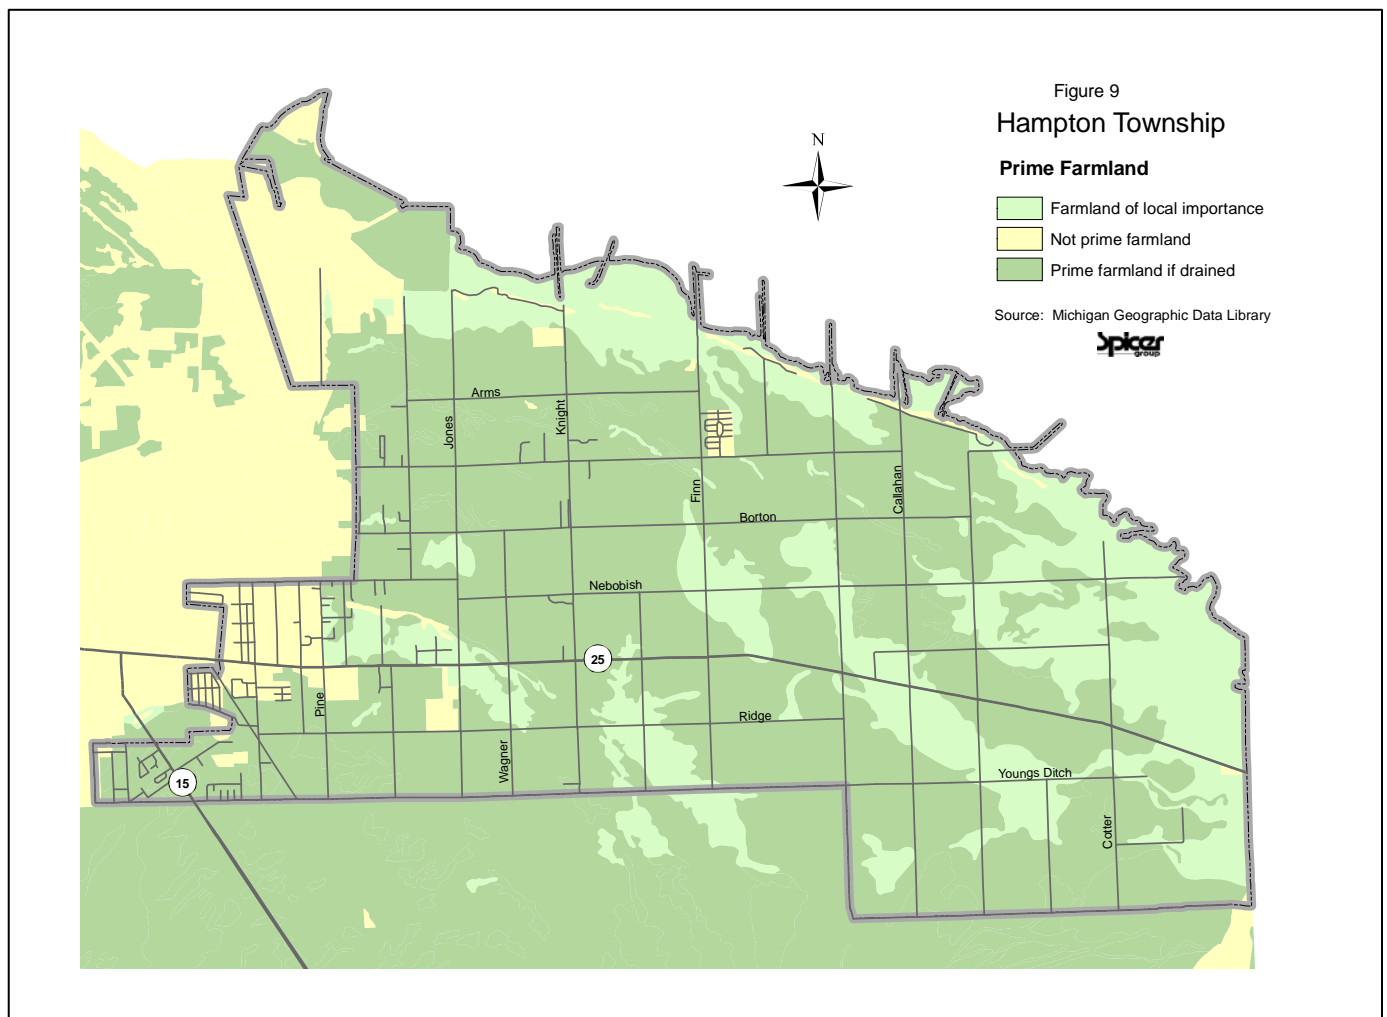 Figure 9
Hampton Township
N
Prime Farmland
Farmland of local importance
Not prime farmland
Prime farmland if drained
Source: Michigan Geographic Data Library
Spicer
group
Arms
Jones
Knight
Finn
Callahan
Borton
Nebobish
25
Pine
Ridge
Wagner
15
Youngs Ditch
Cotter